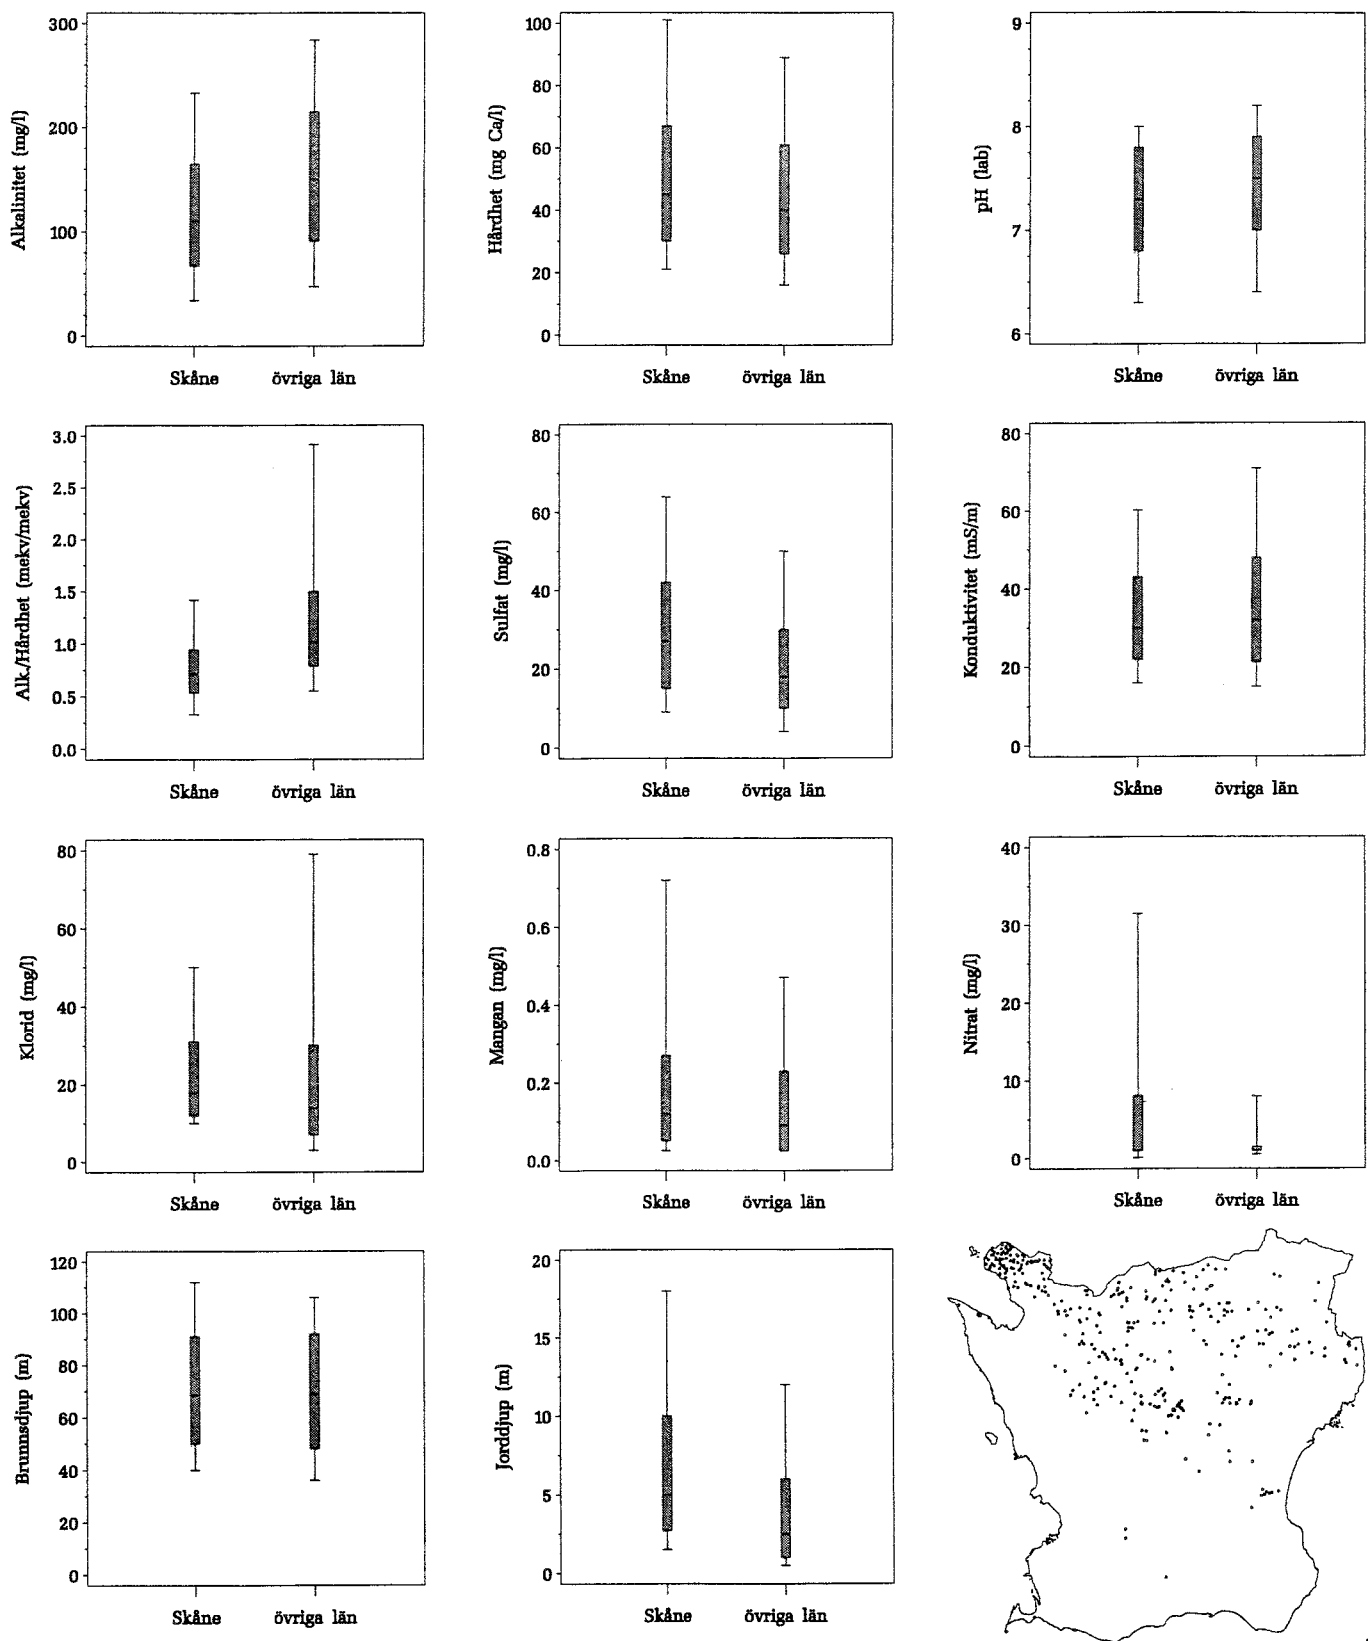 Alkalinitet (mg/l)
300
200
100
0
Skåne övriga län
Hårdhet (mg Ca/l)
100
80
60
40
20
0
Skåne övriga län
pH (lab)
9
8
7
6
Skåne övriga län
Alk./Hårdhet (mekv/mekv)
3.0
2.5
2.0
1.5
1.0
0.5
0.0
Skåne övriga län
Sulfat (mg/l)
80
60
40
20
0
Skåne övriga län
Konduktivitet (mS/m)
80
60
40
20
0
Skåne övriga län
Klorid (mg/l)
80
60
40
20
0
Skåne övriga län
Mangan (mg/l)
0.8
0.6
0.4
0.2
0.0
Skåne övriga län
Nitrat (mg/l)
40
30
20
10
0
Skåne övriga län
Brunnsdjup (m)
120
100
80
60
40
20
0
Skåne övriga län
Jorddjup (m)
20
15
10
5
0
Skåne övriga län